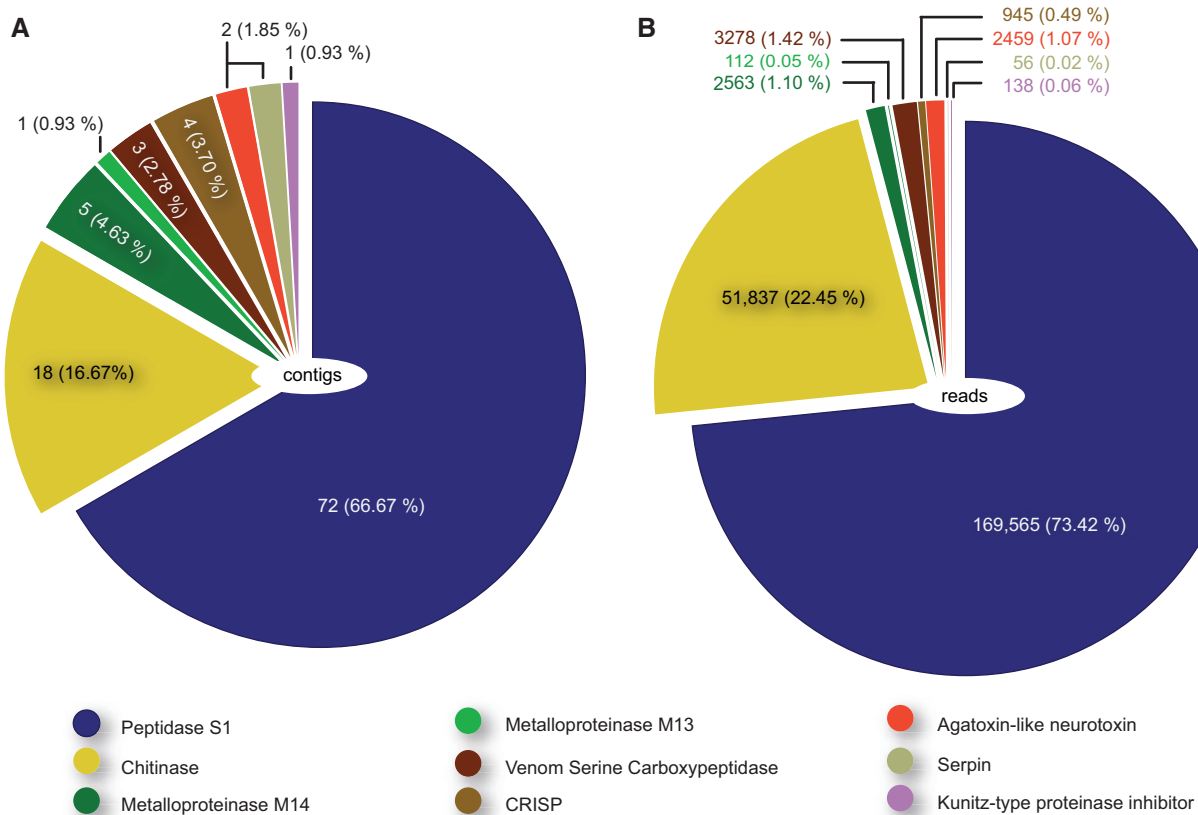 A
2 (1.85 %)
1 (0.93 %)
1 (0.93 %)
3 (2.78 %)
4 (3.70 %)
5 (4.63 %)
18 (16.67%)
contigs
72 (66.67 %)
B
3278 (1.42 %)
112 (0.05 %)
2563 (1.10 %)
945 (0.49 %)
2459 (1.07 %)
56 (0.02 %)
138 (0.06 %)
51,837 (22.45 %)
reads
169,565 (73.42 %)
Peptidase S1
Chitinase
Metalloproteinase M14
Metalloproteinase M13
Venom Serine Carboxypeptidase
CRISP
Agatoxin-like neurotoxin
Serpin
Kunitz-type proteinase inhibitor